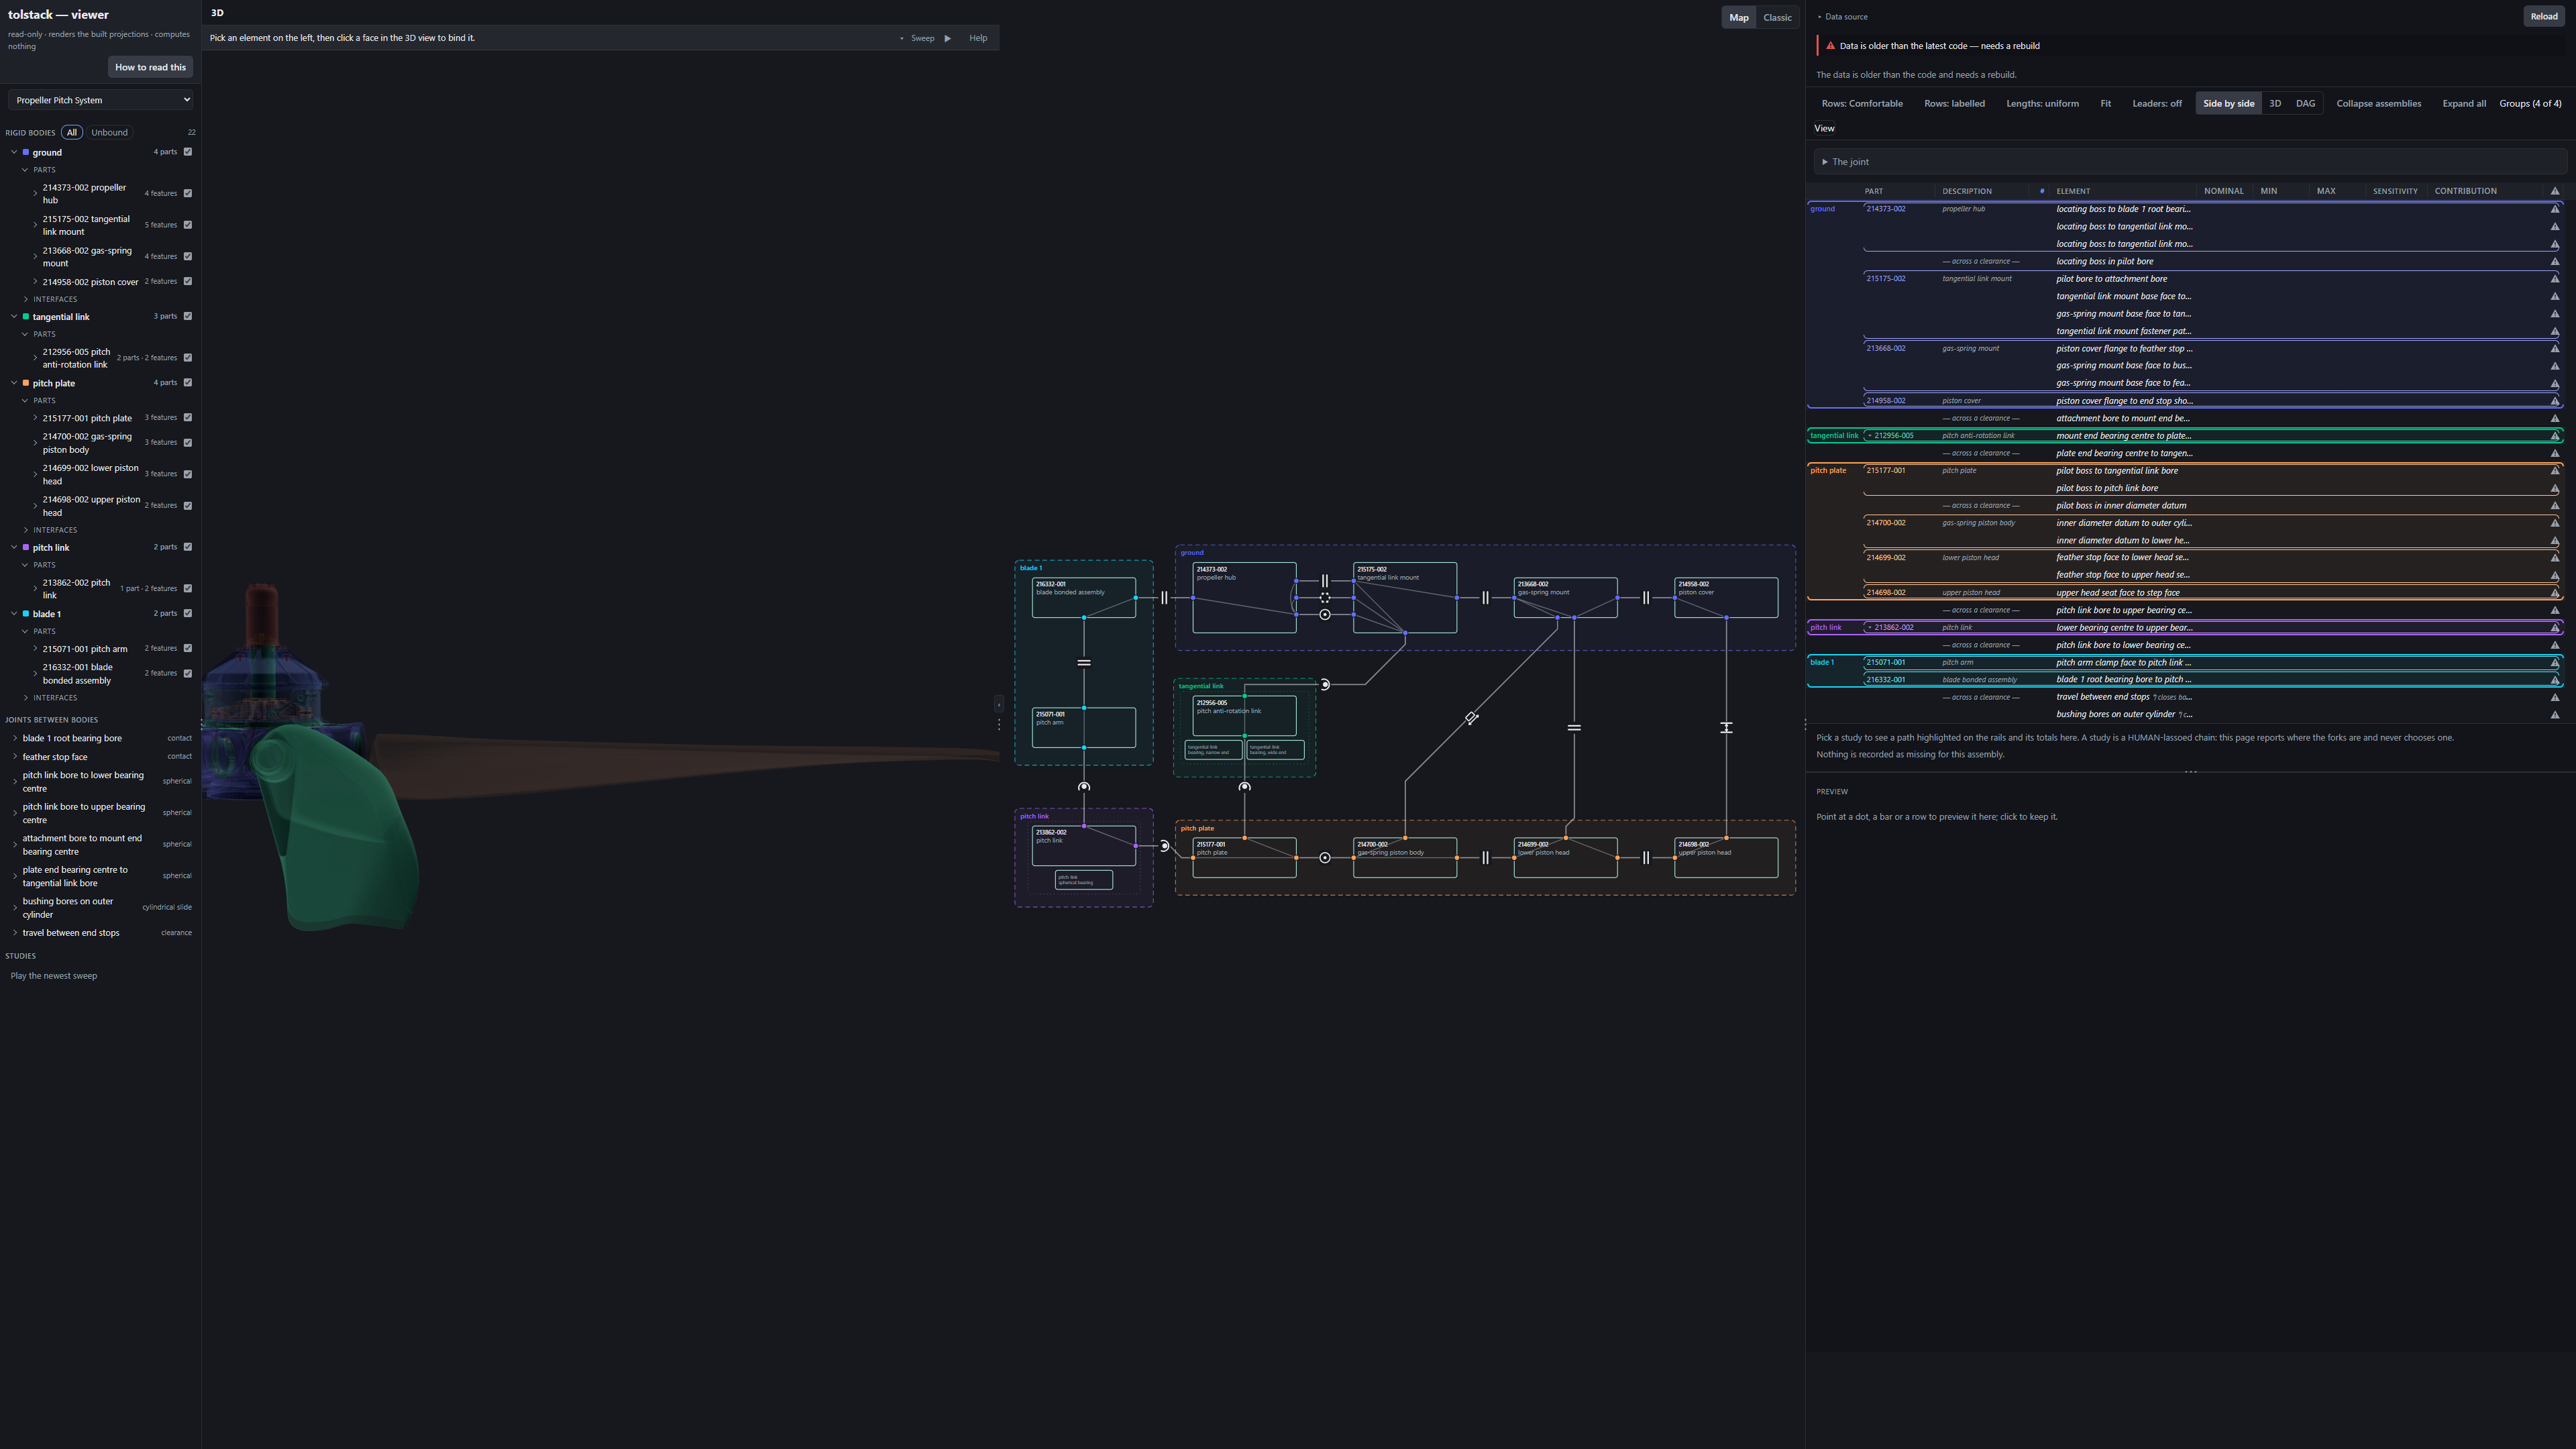 tolstack — viewer
read-only · renders the built projections · computes
nothing
How to read this
Propeller Pitch System
RIGID BODIES
All
Unbound
22
ground
4 parts
PARTS
214373-002 propeller
hub
4 features
215175-002 tangential
link mount
5 features
213668-002 gas-spring
mount
4 features
214958-002 piston cover
2 features
INTERFACES
tangential link
3 parts
PARTS
212956-005 pitch
anti-rotation link
2 parts · 2 features
pitch plate
4 parts
PARTS
215177-001 pitch plate
3 features
214700-002 gas-spring
piston body
3 features
214699-002 lower piston
head
3 features
214698-002 upper piston
head
2 features
INTERFACES
pitch link
2 parts
PARTS
213862-002 pitch
link
1 part · 2 features
blade 1
2 parts
PARTS
215071-001 pitch arm
2 features
216332-001 blade
bonded assembly
2 features
INTERFACES
JOINTS BETWEEN BODIES
blade 1 root bearing bore
contact
feather stop face
contact
pitch link bore to lower bearing
centre
spherical
pitch link bore to upper bearing
centre
spherical
attachment bore to mount end
bearing centre
spherical
plate end bearing centre to
tangential link bore
spherical
bushing bores on outer
cylinder
cylindrical slide
travel between end stops
clearance
STUDIES
Play the newest sweep
3D
Pick an element on the left, then click a face in the 3D view to bind it.
Sweep
Help
Map
Classic
blade 1
216332-001
blade bonded assembly
215071-001
pitch arm
ground
214373-002
propeller hub
215175-002
tangential link mount
213668-002
gas-spring mount
214958-002
piston cover
tangential link
212956-005
pitch anti-rotation link
tangential link
bearing, narrow end
tangential link
bearing, wide end
pitch link
213862-002
pitch link
pitch link
spherical bearing
pitch plate
215177-001
pitch plate
214700-002
gas-spring piston body
214699-002
lower piston head
214698-002
upper piston head
Data source
Reload
Data is older than the latest code — needs a rebuild
The data is older than the code and needs a rebuild.
Rows: Comfortable
Rows: labelled
Lengths: uniform
Fit
Leaders: off
Side by side
3D
DAG
Collapse assemblies
Expand all
Groups (4 of 4)
View
The joint
PART DESCRIPTION # ELEMENT NOMINAL MIN MAX SENSITIVITY CONTRIBUTION
ground 214373-002 propeller hub locating boss to blade 1 root beari...
locating boss to tangential link mo...
locating boss to tangential link mo...
— across a clearance — locating boss in pilot bore
215175-002 tangential link mount pilot bore to attachment bore
tangential link mount base face to...
gas-spring mount base face to tan...
tangential link mount fastener pat...
213668-002 gas-spring mount piston cover flange to feather stop ...
gas-spring mount base face to bus...
gas-spring mount base face to fea...
214958-002 piston cover piston cover flange to end stop sho...
— across a clearance — attachment bore to mount end be...
tangential link 212956-005 pitch anti-rotation link mount end bearing centre to plate...
— across a clearance — plate end bearing centre to tangen...
pitch plate 215177-001 pitch plate pilot boss to tangential link bore
pilot boss to pitch link bore
— across a clearance — pilot boss in inner diameter datum
214700-002 gas-spring piston body inner diameter datum to outer cyli...
inner diameter datum to lower he...
214699-002 lower piston head feather stop face to lower head se...
feather stop face to upper head se...
214698-002 upper piston head upper head seat face to step face
— across a clearance — pitch link bore to upper bearing ce...
pitch link 213862-002 pitch link lower bearing centre to upper bear...
— across a clearance — pitch link bore to lower bearing ce...
blade 1 215071-001 pitch arm pitch arm clamp face to pitch link ...
216332-001 blade bonded assembly blade 1 root bearing bore to pitch ...
— across a clearance — travel between end stops closes ba...
bushing bores on outer cylinder
Pick a study to see a path highlighted on the rails and its totals here. A study is a HUMAN-lassoed chain: this page reports where the forks are and never chooses one.
Nothing is recorded as missing for this assembly.
PREVIEW
Point at a dot, a bar or a row to preview it here; click to keep it.